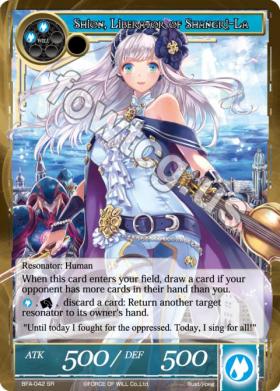 Shion, Liberator of Shangri-La
WILL
fowtcg.us
Resonator: Human
When this card enters your field, draw a card if your
opponent has more cards in their hand than you.
, discard a card: Return another target
resonator to its owner's hand.
"Until today I fought for the oppressed. Today, I sing for all!"
ATK 500 / DEF 500
BFA-042 SR ©FORCE OF WILL Co.,Ltd.